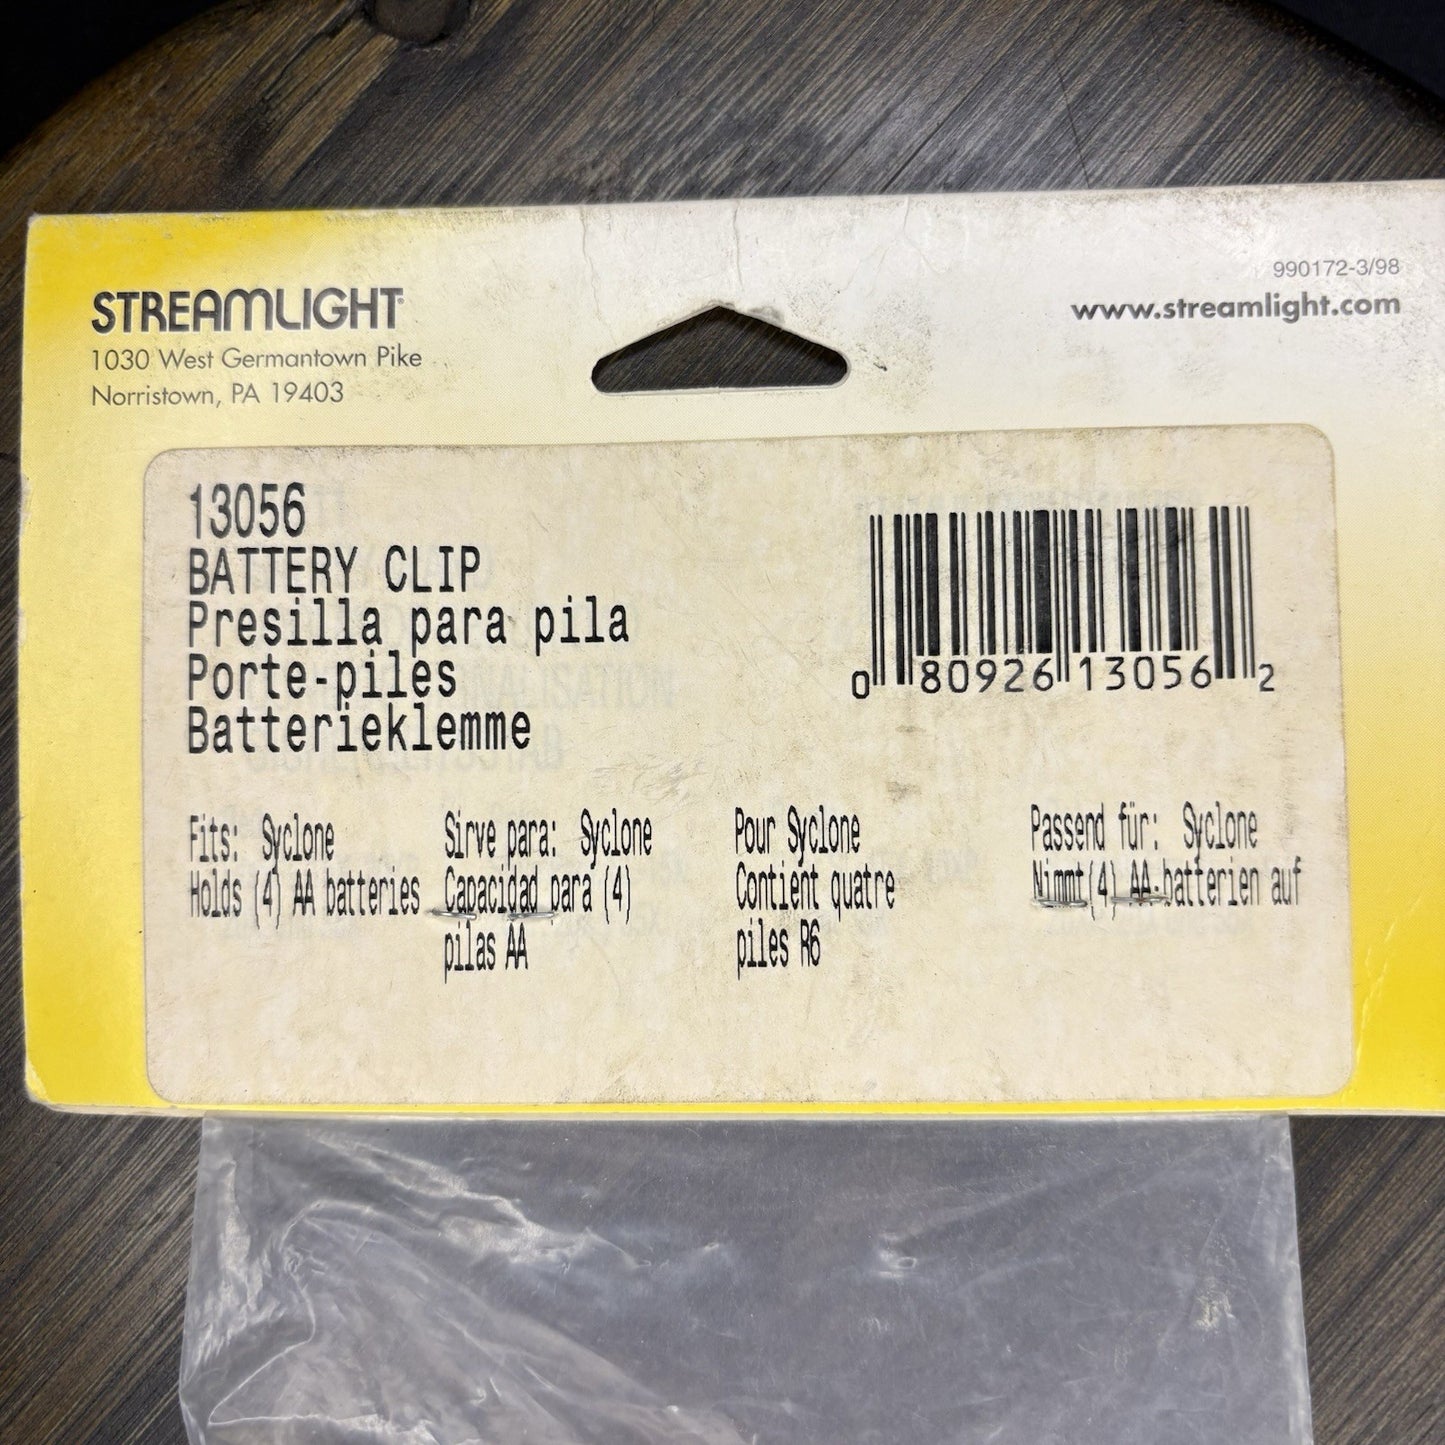 STREAMLIGHT®
1030 West Germantown Pike
Norristown, PA 19403
990172-3/98
www.streamlight.com
13056
BATTERY CLIP
Presilla para pila
Porte-piles
Batterieklemme
0 80926 13056 2
Fits: Syclone
Holds (4) AA batteries
Sirve para: Syclone
Capacidad para (4)
pilas AA
Pour Syclone
Contient quatre
piles R6
Passend für: Syclone
Nimmt (4) AA-batterien auf